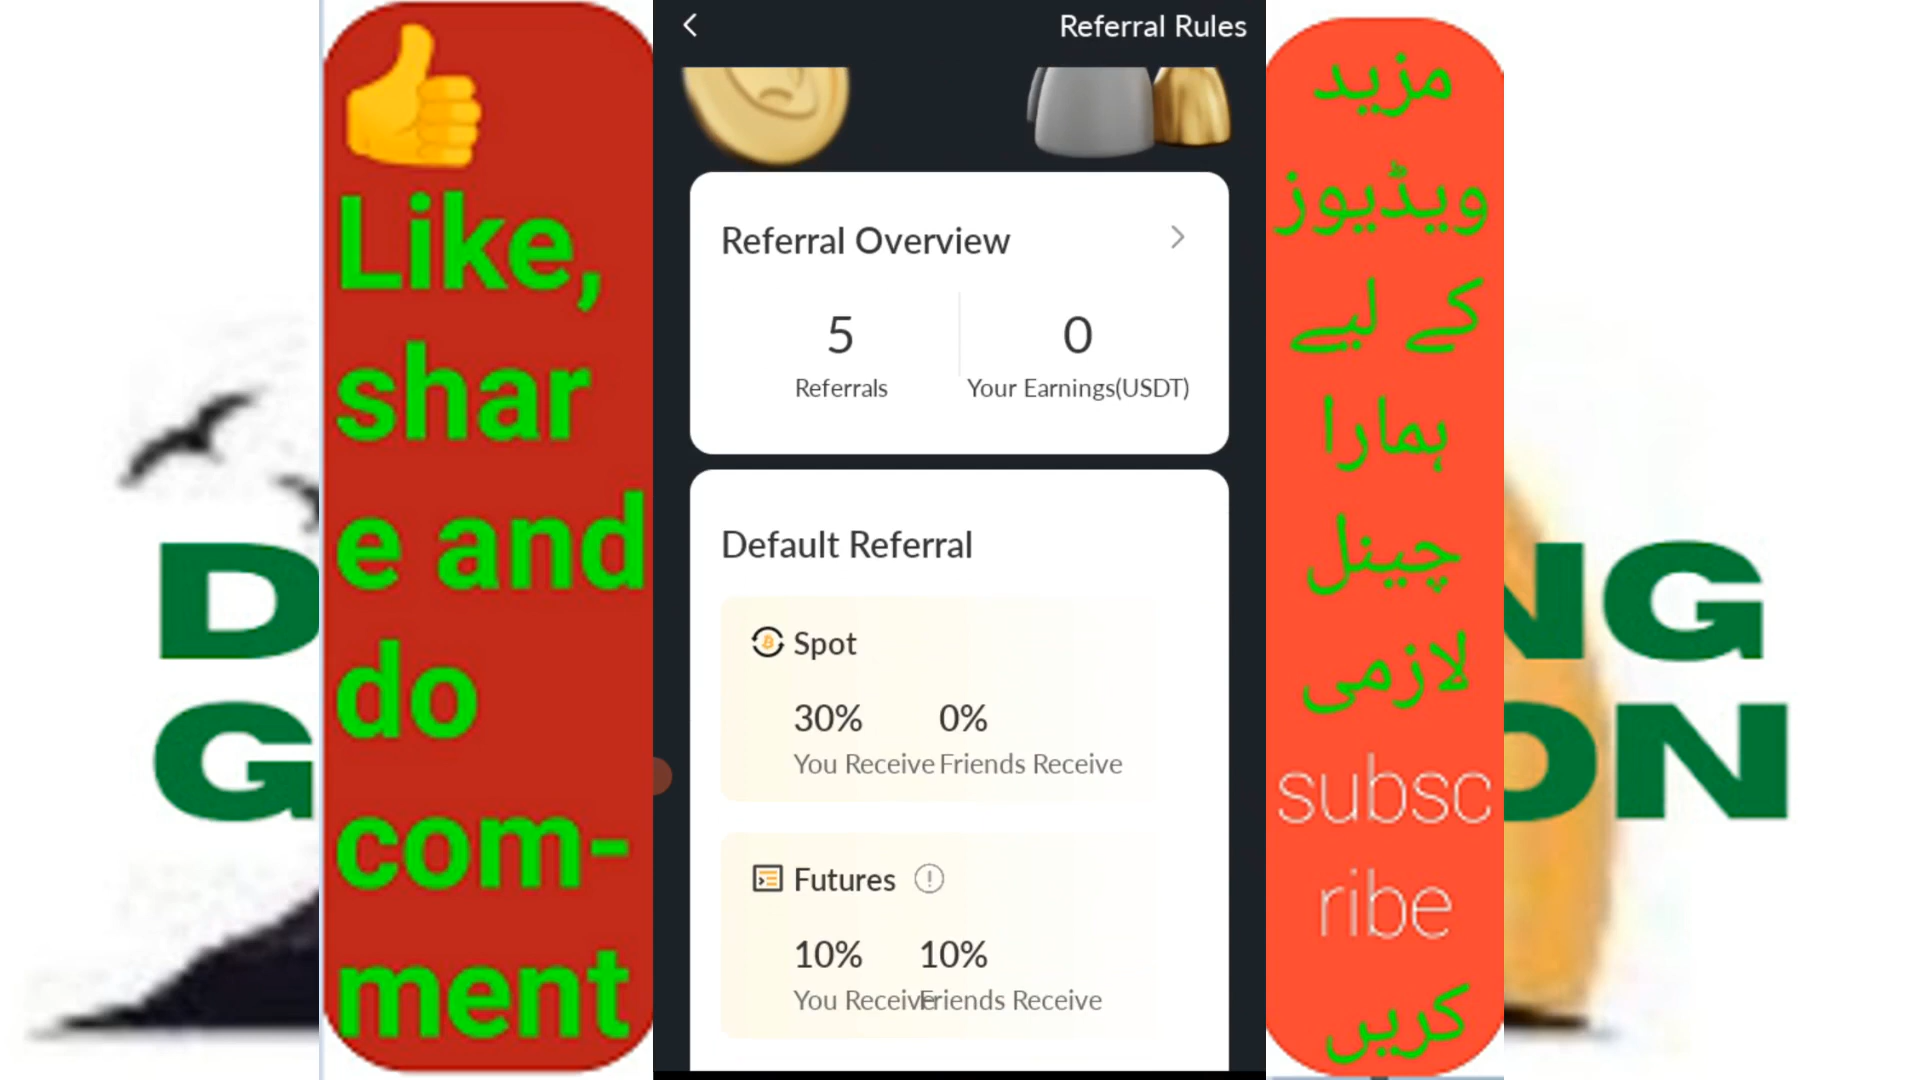 Like,
shar
e and
do
com-
ment
Referral Rules
Referral Overview
5 0
Referrals Your Earnings(USDT)
Default Referral
Spot
30% 0%
You Receive Friends Receive
Futures
10% 10%
You Receive Friends Receive
مزید
ویڈیوز
کے لیے
ہمارا
چینل
لازمی
subsc
ribe
کریں
D
NG
G
ON